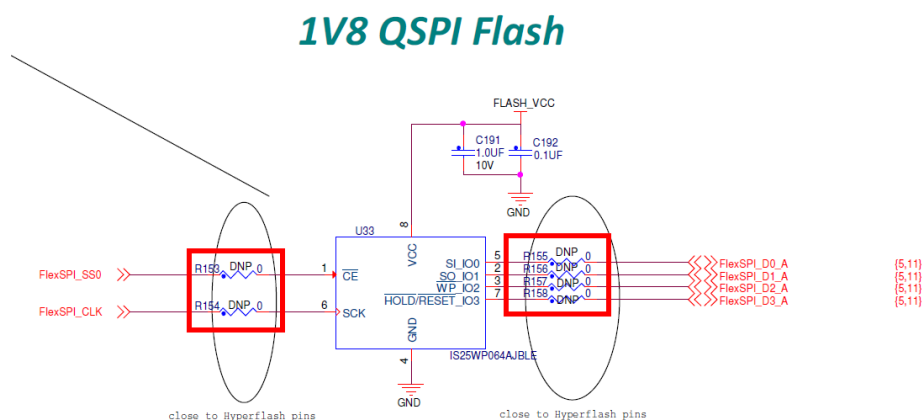 1V8 QSPI Flash
FLASH_VCC
C191
1.0UF
10V
C192
0.1UF
GND
U33
8
VCC
FlexSPI_SS0
R153
DNP
0
1
CE
SI_IO0
5
R155
DNP
0
FlexSPI_D0_A
{5,11}
SO_IO1
2
R156
0
FlexSPI_D1_A
{5,11}
WP_IO2
3
R157
0
FlexSPI_D2_A
{5,11}
HOLD/RESET_IO3
7
R158
DNP
0
FlexSPI_D3_A
{5,11}
FlexSPI_CLK
R154
DNP
0
6
SCK
GND
4
IS25WP064AJBLE
GND
close to Hyperflash pins
close to Hyperflash pins